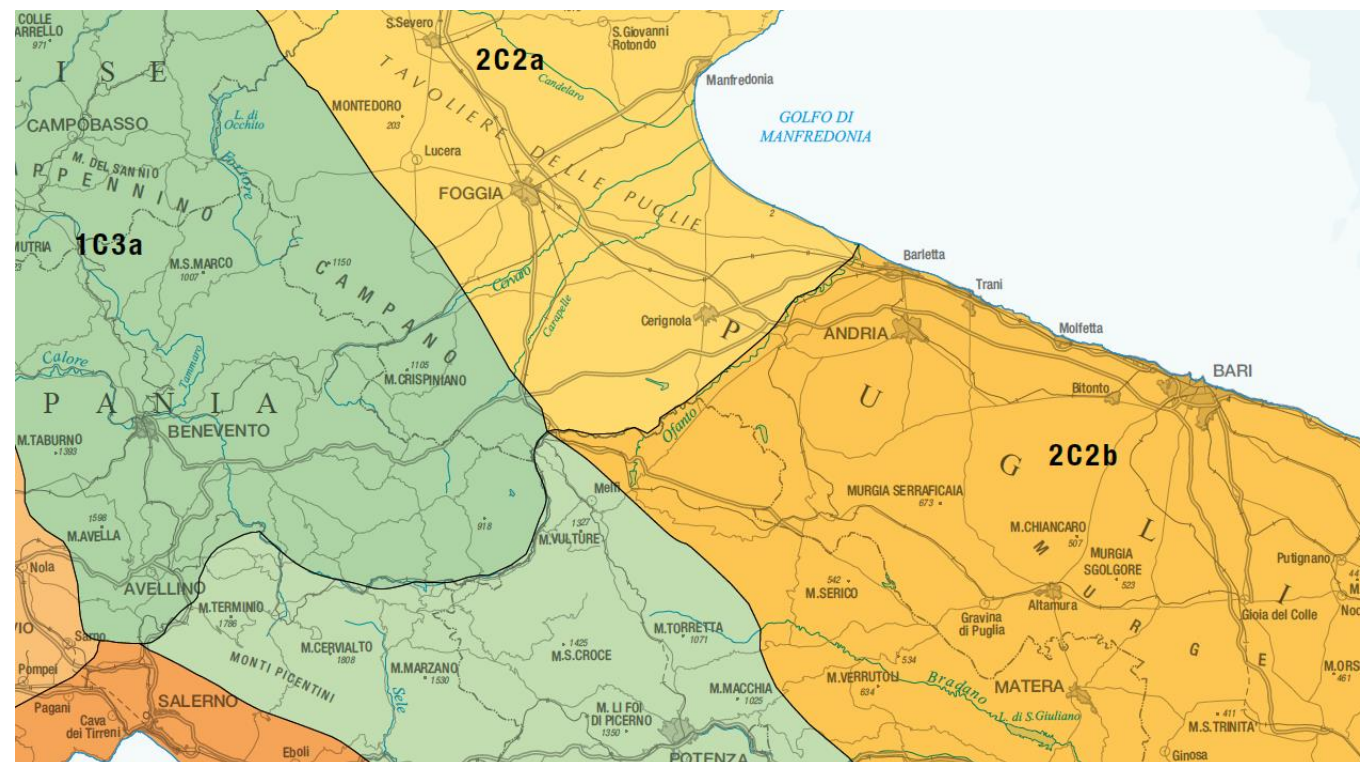 COLLE
ARRELLO
971
S.Severo
S.Giovanni
Rotondo
2C2a
LISE
TAVOLIERE
DELLE PUGLIE
Candelaro
Manfredonia
MONTEDORO
203
GOLFO DI
MANFREDONIA
L. di
Occhito
CAMPOBASSO
Lucera
M. DEL SANNIO
Fortore
APPENNINO
CAMPANO
FOGGIA
2
MUTRIA
1C3a
M.S.MARCO
1007
1150
Cervaro
Carapelle
Barletta
Trani
Cerignola
P
U
G
L
I
ANDRIA
Molfetta
Calore
Tammaro
1105
M.CRISPINIANO
BARI
Bitonto
PANIA
BENEVENTO
Ofanto
2C2b
M.TABURNO
1393
Melfi
MURGIA SERRAFICAIA
673
1598
M.AVELLA
918
1327
M.VULTURE
M.CHIANCARO
507
MURGIA
SGOLGORE
523
MURGE
Putignano
Nola
AVELLINO
542
M.SERICO
Altamura
Gravina
di Puglia
Gioia del Colle
M.TERMINIO
1786
VIO
Sarno
M.CERVIALTO
1808
1425
M.S.CROCE
M.TORRETTA
1071
Pompei
MONTI PICENTINI
M.MARZANO
1530
534
M.VERRUTOLI
634
Bradano
M.ORS
461
SALERNO
Sele
M.MACCHIA
1025
MATERA
Pagani
Cava
dei Tirreni
M. LI FOI
DI PICERNO
1350
L. di S.Giuliano
411
M.S.TRINITA'
Eboli
POTENZA
Ginosa